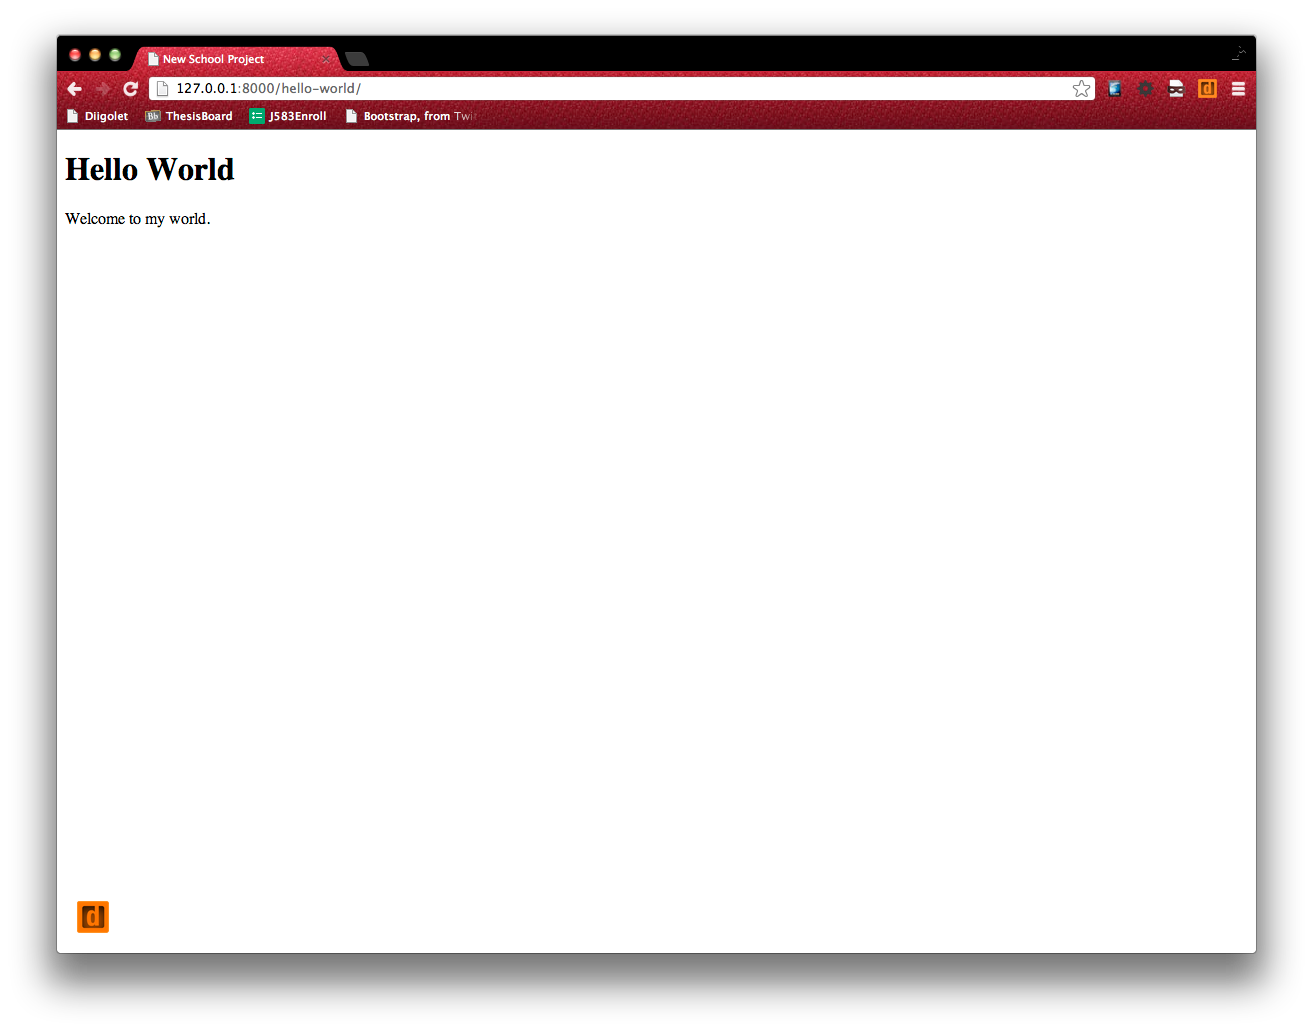 New School Project
127.0.0.1:8000/hello-world/
d
Diigolet Bb ThesisBoard J583Enroll Bootstrap, from Twi
Hello World
Welcome to my world.
d